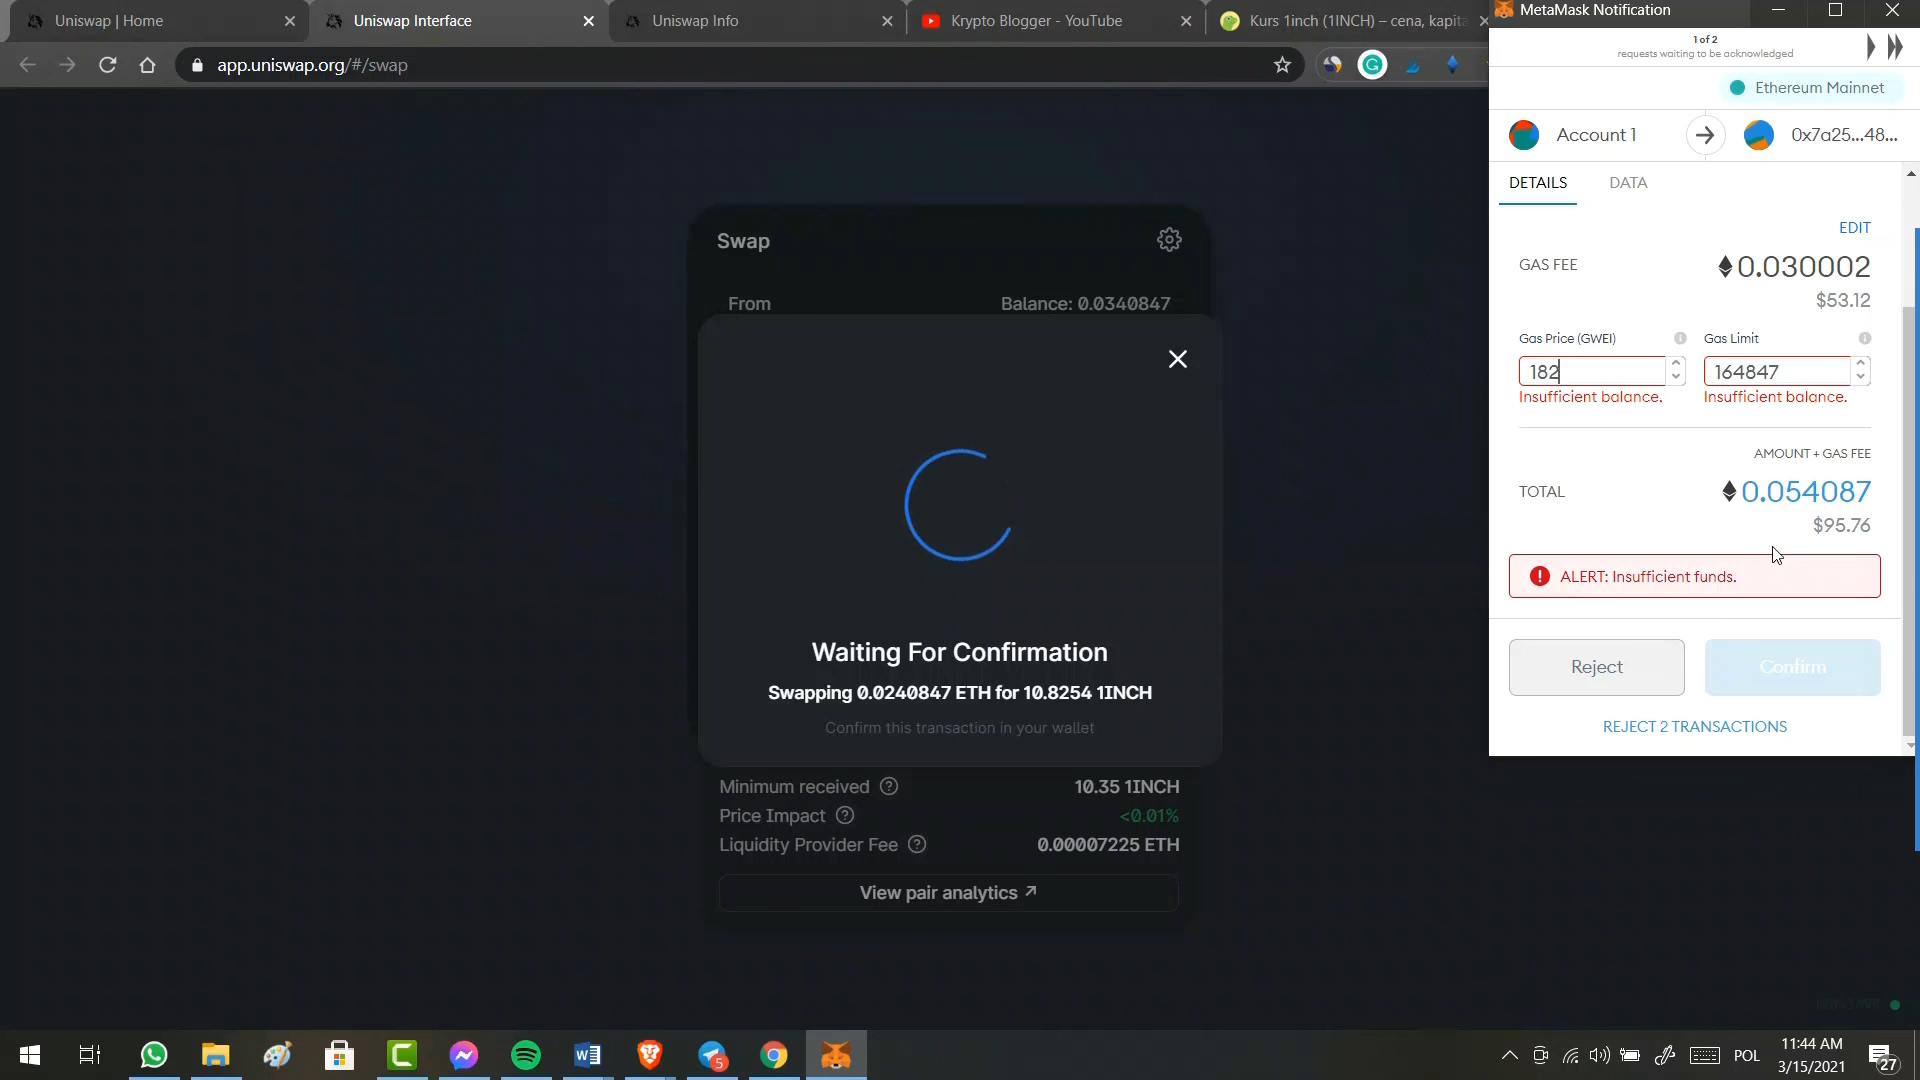 Uniswap | Home
Uniswap Interface
Uniswap Info
Krypto Blogger - YouTube
Kurs 1inch (1INCH) – cena, kapita
app.uniswap.org/#/swap
MetaMask Notification
1 of 2
requests waiting to be acknowledged
Ethereum Mainnet
Account 1
0x7a25...48...
DETAILS
DATA
EDIT
GAS FEE
0.030002
$53.12
Gas Price (GWEI)
Gas Limit
182
164847
Insufficient balance.
Insufficient balance.
AMOUNT + GAS FEE
TOTAL
0.054087
$95.76
ALERT: Insufficient funds.
Reject
Confirm
REJECT 2 TRANSACTIONS
Swap
From
Balance: 0.0340847
Waiting For Confirmation
Swapping 0.0240847 ETH for 10.8254 1INCH
Confirm this transaction in your wallet
Minimum received
10.35 1INCH
Price Impact
<0.01%
Liquidity Provider Fee
0.00007225 ETH
View pair analytics ↗
5
POL
11:44 AM
3/15/2021
27